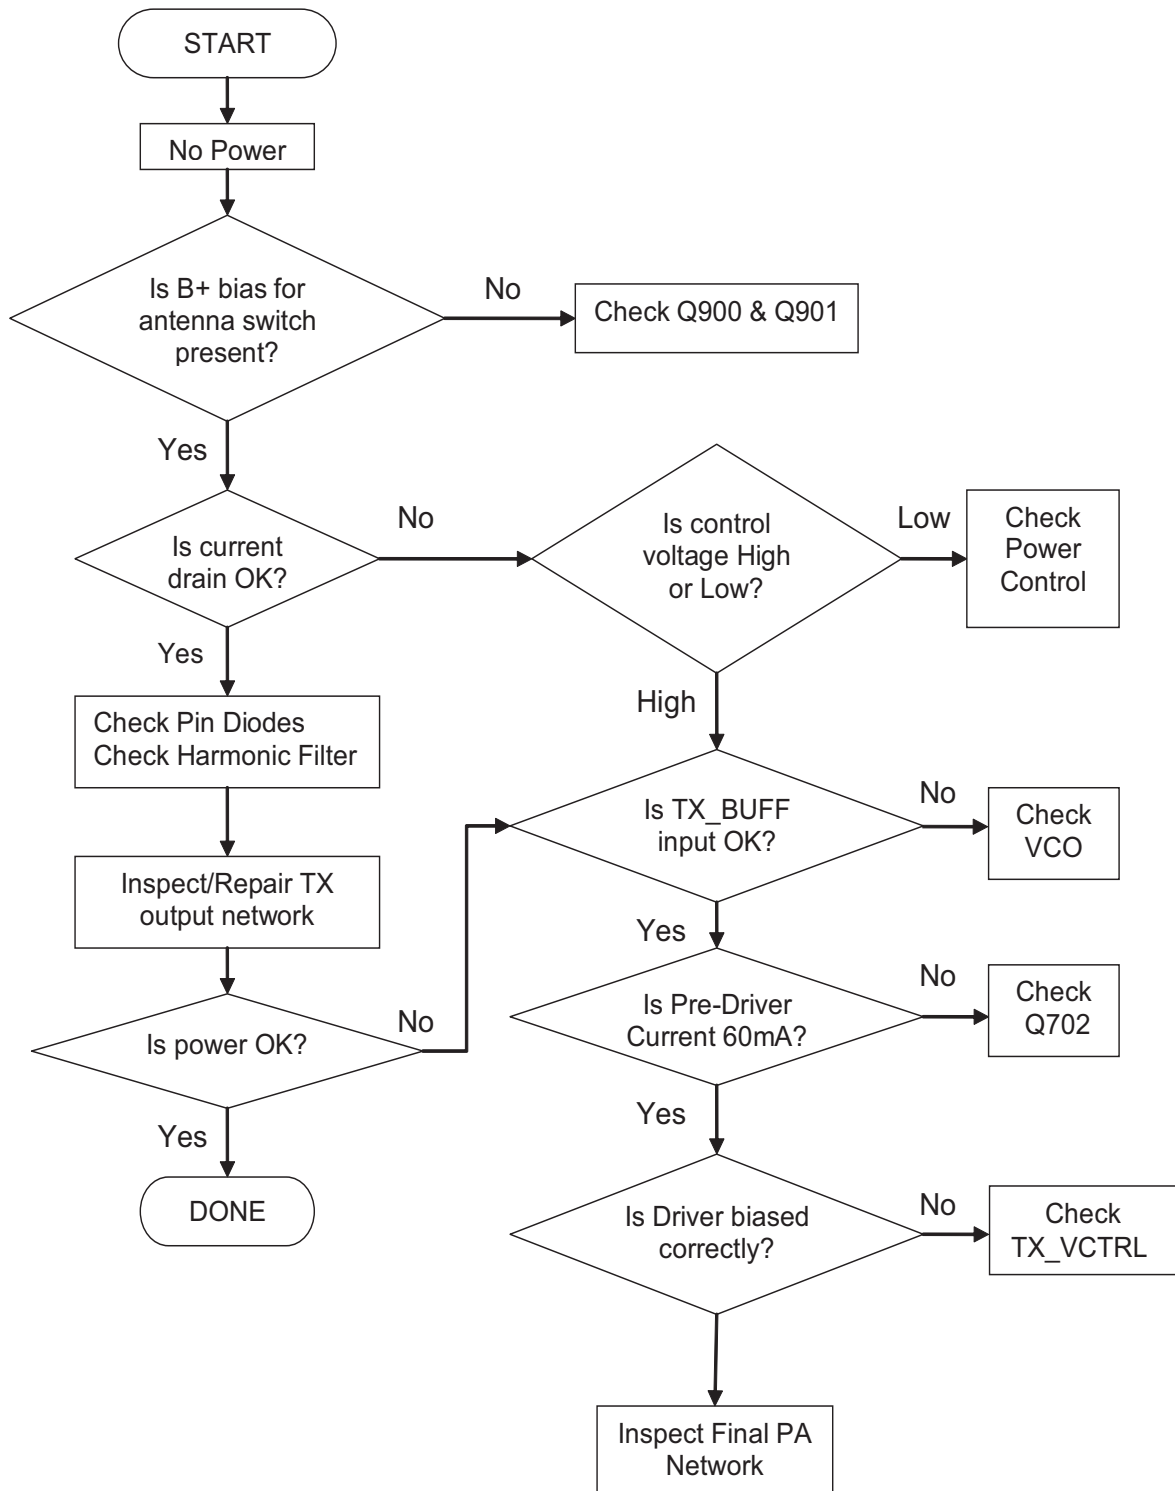 START
No Power
Is B+ bias for
antenna switch
present?
No
Check Q900 & Q901
Yes
Is current
drain OK?
No
Is control
voltage High
or Low?
Low
Check
Power
Control
Yes
High
Check Pin Diodes
Check Harmonic Filter
Is TX_BUFF
input OK?
No
Check
VCO
Inspect/Repair TX
output network
Yes
Is power OK?
No
Is Pre-Driver
Current 60mA?
No
Check
Q702
Yes
Yes
DONE
Is Driver biased
correctly?
No
Check
TX_VCTRL
Inspect Final PA
Network